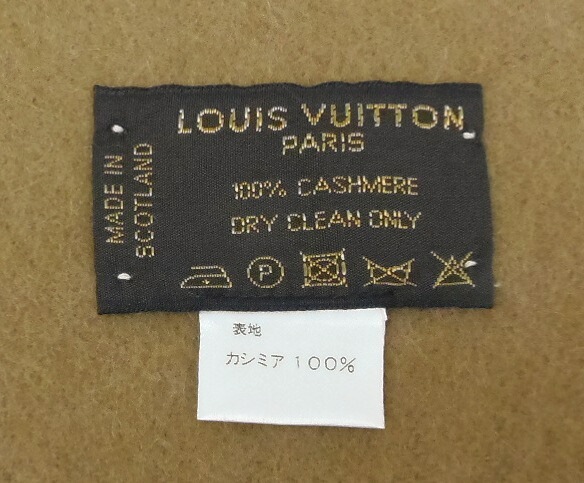 LOUIS VUITTON
PARIS
100% CASHMERE
DRY CLEAN ONLY
MADE IN
SCOTLAND
P
表地
カシミア 100%